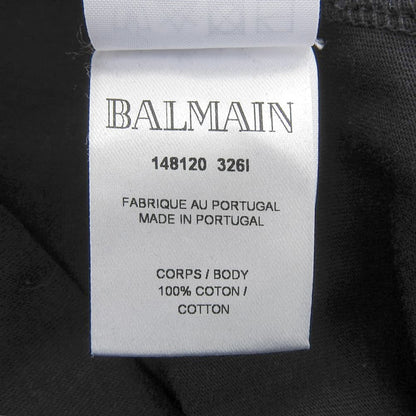 BALMAIN
148120 326I
FABRIQUE AU PORTUGAL
MADE IN PORTUGAL
CORPS / BODY
100% COTON /
COTTON